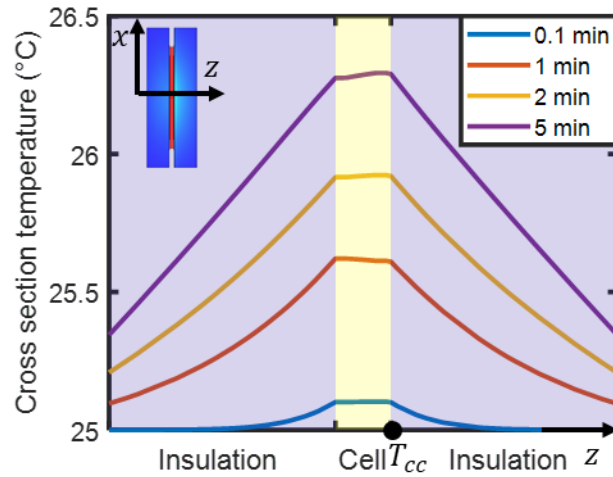 26.5
26
25.5
25
Cross section temperature (°C)
x
z
0.1 min
1 min
2 min
5 min
Insulation
Cell
T_cc
Insulation
z